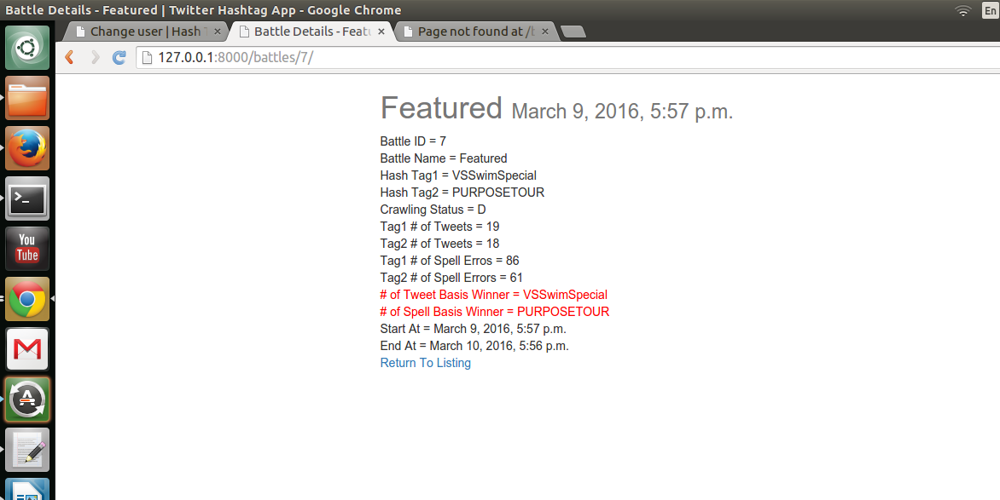 Battle Details - Featured | Twitter Hashtag App - Google Chrome
En
Change user | Hash T
Battle Details - Featu
Page not found at /b
127.0.0.1:8000/battles/7/
Featured March 9, 2016, 5:57 p.m.
Battle ID = 7
Battle Name = Featured
Hash Tag1 = VSSwimSpecial
Hash Tag2 = PURPOSETOUR
Crawling Status = D
Tag1 # of Tweets = 19
Tag2 # of Tweets = 18
Tag1 # of Spell Erros = 86
Tag2 # of Spell Errors = 61
# of Tweet Basis Winner = VSSwimSpecial
# of Spell Basis Winner = PURPOSETOUR
Start At = March 9, 2016, 5:57 p.m.
End At = March 10, 2016, 5:56 p.m.
Return To Listing
>_
You
Tube
M
A